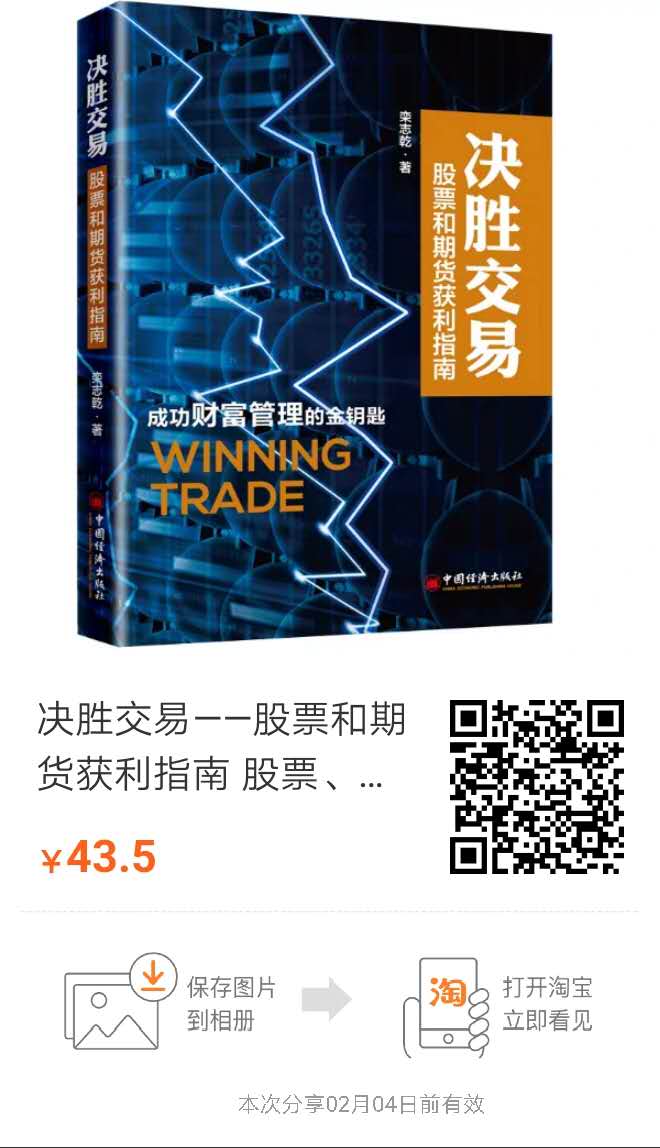 决胜交易
股票和期货获利指南
栾志乾·著
中国经济出版社
栾志乾·著
决胜交易
股票和期货获利指南
成功财富管理的金钥匙
WINNING
TRADE
中国经济出版社
CHINA ECONOMIC PUBLISHING HOUSE
决胜交易——股票和期
货获利指南 股票、...
￥43.5
保存图片
到相册
淘
打开淘宝
立即看见
本次分享02月04日前有效